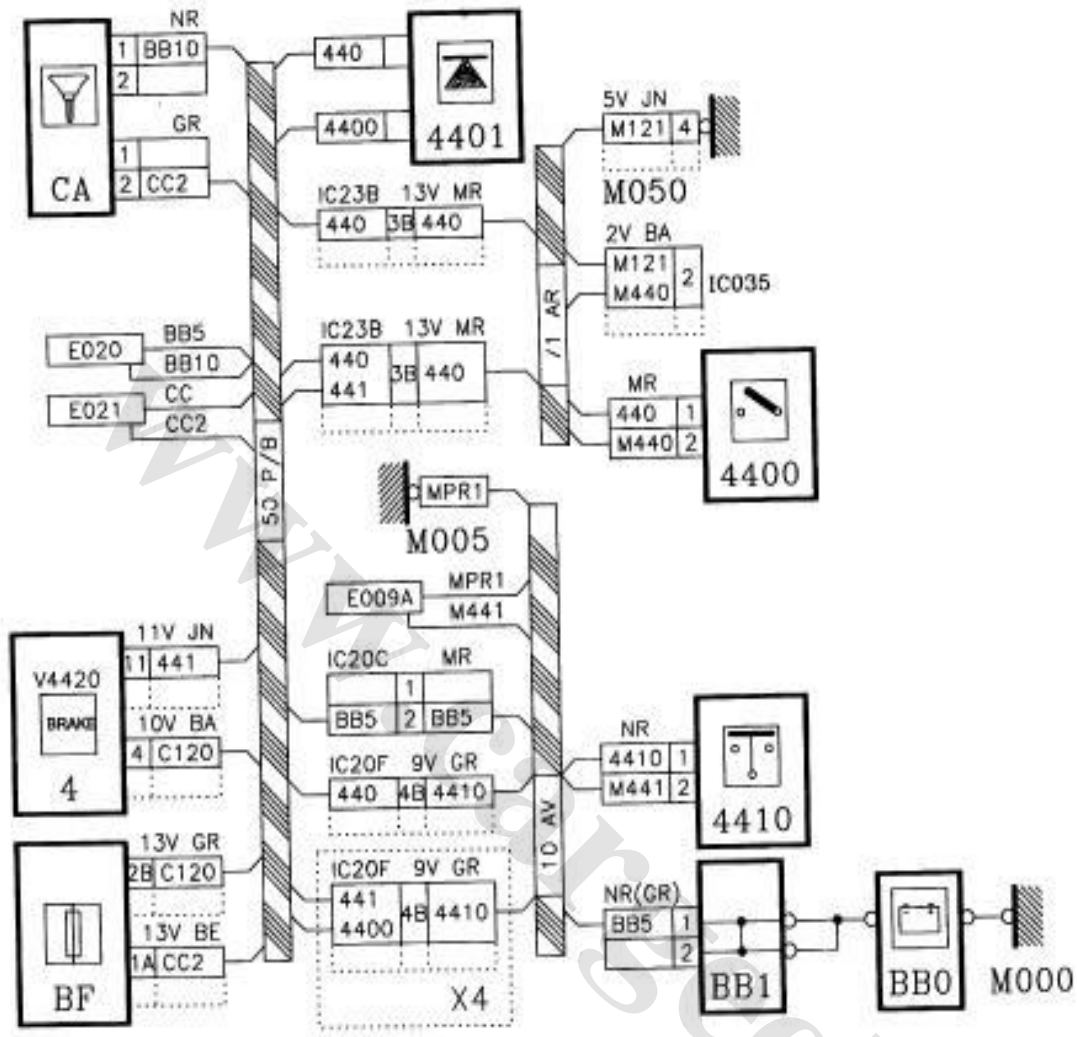 NR
1 BB10
2
GR
1
2 CC2
CA
440
4400
4401
5V JN
M121 4
M050
IC23B 13V MR
440 3B 440
2V BA
M121
M440
2
IC035
/1 AR
E020
BB5
BB10
E021
CC
CC2
IC23B 13V MR
440
441
3B 440
MR
440 1
M440 2
4400
50 P/B
MPR1
M005
E009A
MPR1
M441
11V JN
11 441
V4420
BRAKE
10V BA
4 C120
4
IC20C MR
1
BB5 2 BB5
NR
4410 1
M441 2
4410
IC20F 9V GR
440 4B 4410
10 AV
13V GR
2B C120
13V BE
1A CC2
BF
IC20F 9V GR
441
4400
4B 4410
X4
NR(GR)
BB5 1
2
BB1
BB0
M000
www.carge